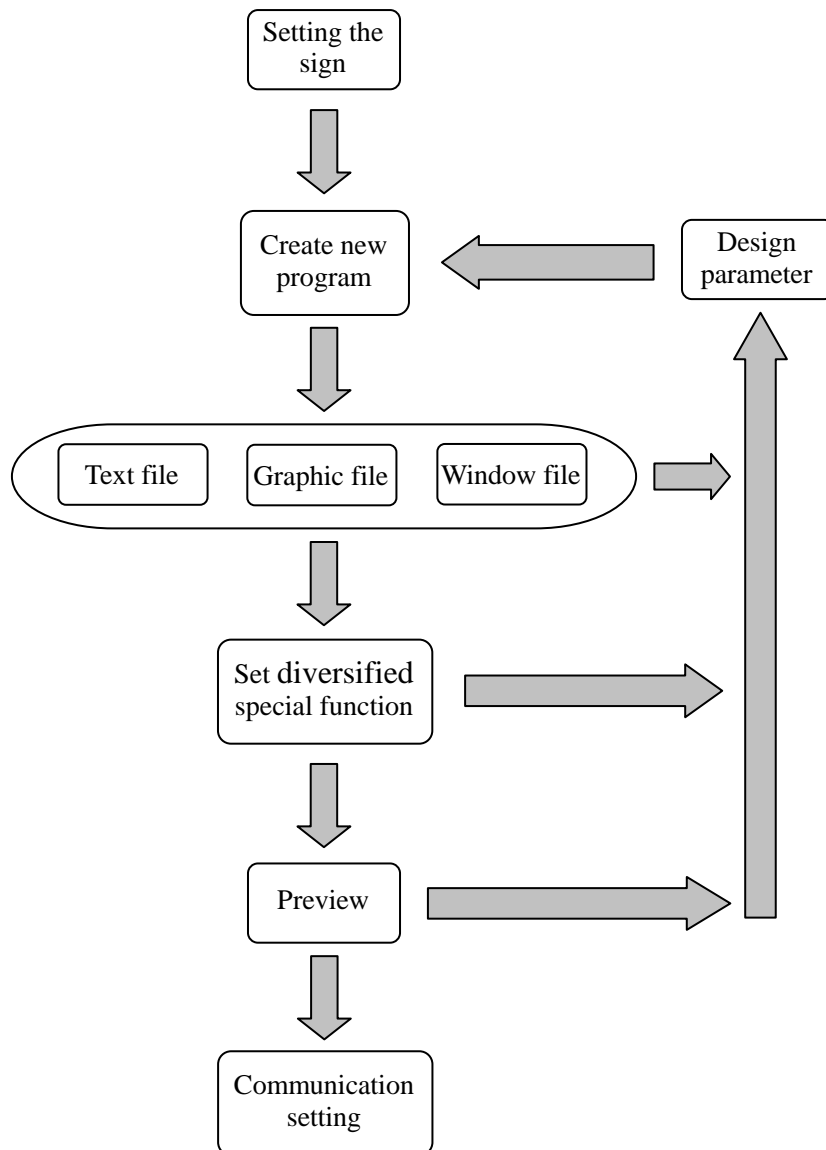 Setting the
sign
Create new
program
Design
parameter
Text file
Graphic file
Window file
Set diversified
special function
Preview
Communication
setting